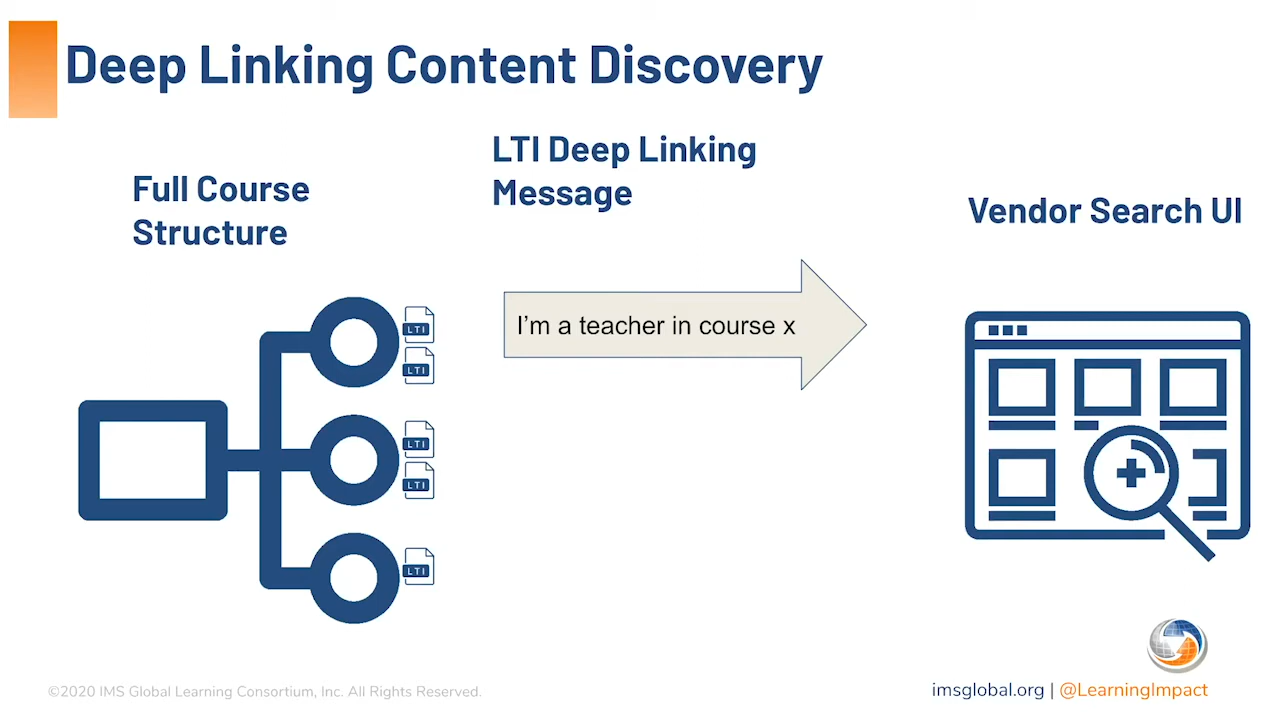 Deep Linking Content Discovery
LTI Deep Linking
Message
Full Course
Structure
Vendor Search UI
I'm a teacher in course x
LTI
LTI
LTI
LTI
LTI
©2020 IMS Global Learning Consortium, Inc. All Rights Reserved.
imsglobal.org | @LearningImpact